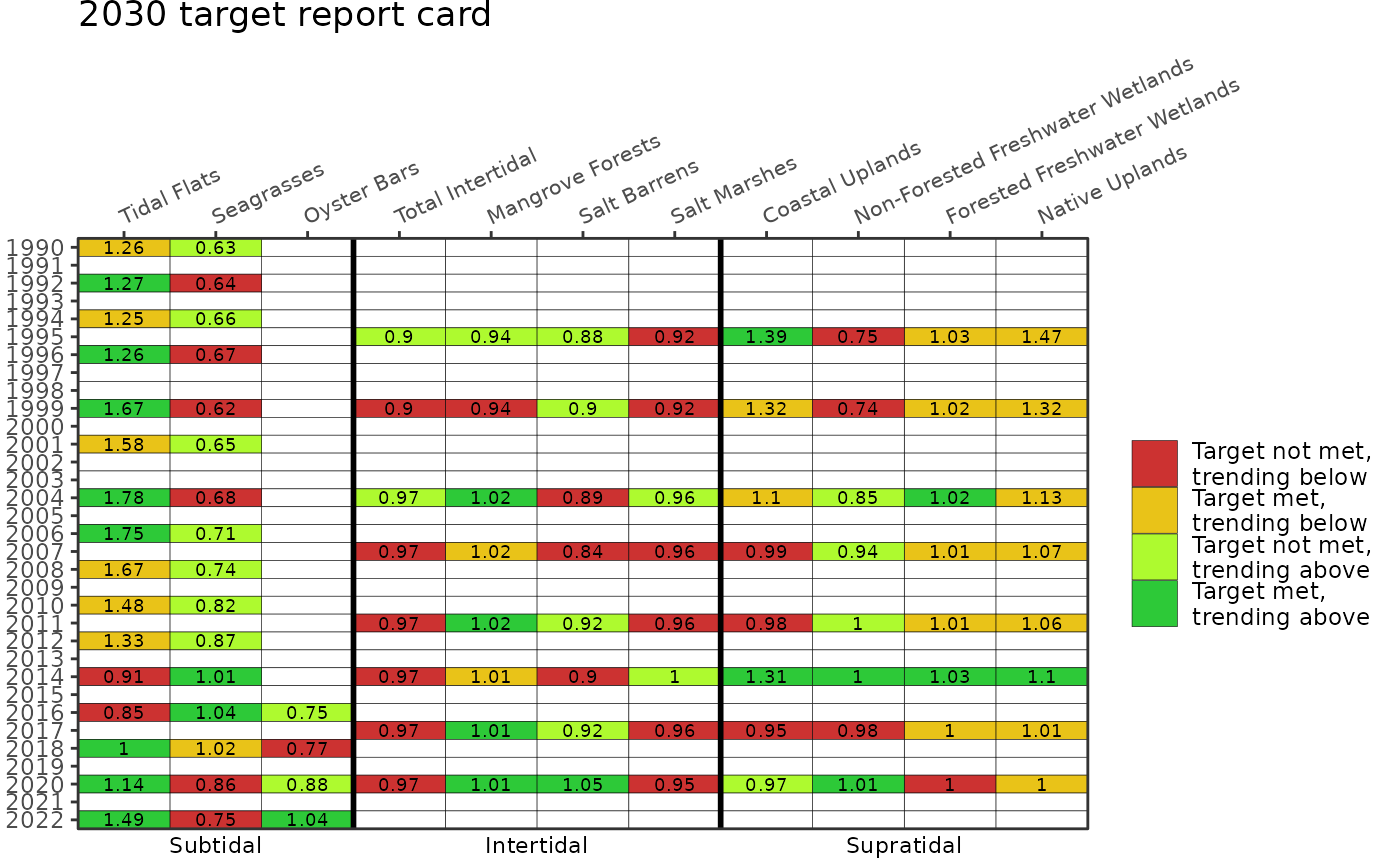 2030 target report card
Tidal Flats
Seagrasses
Oyster Bars
Total Intertidal
Mangrove Forests
Salt Barrens
Salt Marshes
Coastal Uplands
Non-Forested Freshwater Wetlands
Forested Freshwater Wetlands
Native Uplands
1990 1.26 0.63
1991
1992 1.27 0.64
1993
1994 1.25 0.66
1995 0.9 0.94 0.88 0.92 1.39 0.75 1.03 1.47
1996 1.26 0.67
1997
1998
1999 1.67 0.62 0.9 0.94 0.9 0.92 1.32 0.74 1.02 1.32
2000
2001 1.58 0.65
2002
2003
2004 1.78 0.68 0.97 1.02 0.89 0.96 1.1 0.85 1.02 1.13
2005
2006 1.75 0.71
2007 0.97 1.02 0.84 0.96 0.99 0.94 1.01 1.07
2008 1.67 0.74
2009
2010 1.48 0.82
2011 0.97 1.02 0.92 0.96 0.98 1 1.01 1.06
2012 1.33 0.87
2013
2014 0.91 1.01 0.97 1.01 0.9 1 1.31 1 1.03 1.1
2015
2016 0.85 1.04 0.75
2017 0.97 1.01 0.92 0.96 0.95 0.98 1 1.01
2018 1 1.02 0.77
2019
2020 1.14 0.86 0.88 0.97 1.01 1.05 0.95 0.97 1.01 1 1
2021
2022 1.49 0.75 1.04
Subtidal Intertidal Supratidal
Target not met,
trending below
Target met,
trending below
Target not met,
trending above
Target met,
trending above